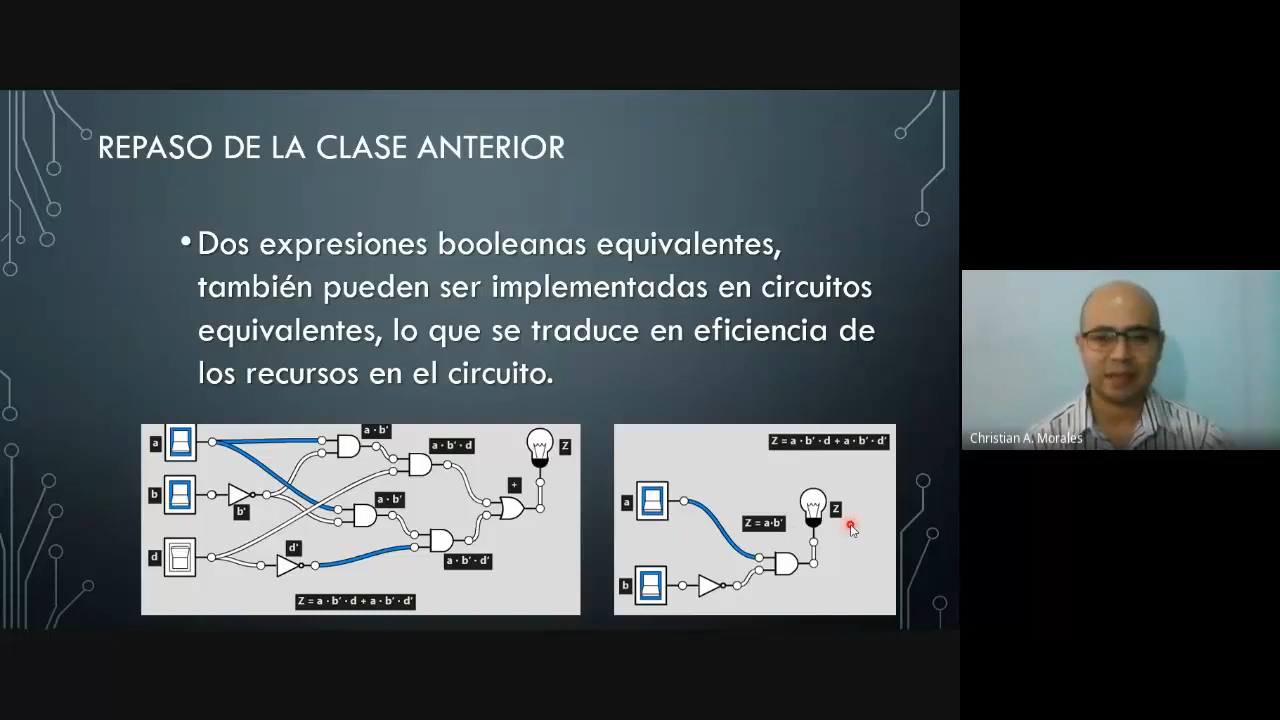 REPASO DE LA CLASE ANTERIOR
• Dos expresiones booleanas equivalentes,
también pueden ser implementadas en circuitos
equivalentes, lo que se traduce en eficiencia de
los recursos en el circuito.
a
a · b'
a · b' · d
Z
b
b'
a · b'
+
d
d'
a · b' · d'
Z = a · b' · d + a · b' · d'
Z = a · b' · d + a · b' · d'
a
Z = a·b'
Z
b
Christian A. Morales